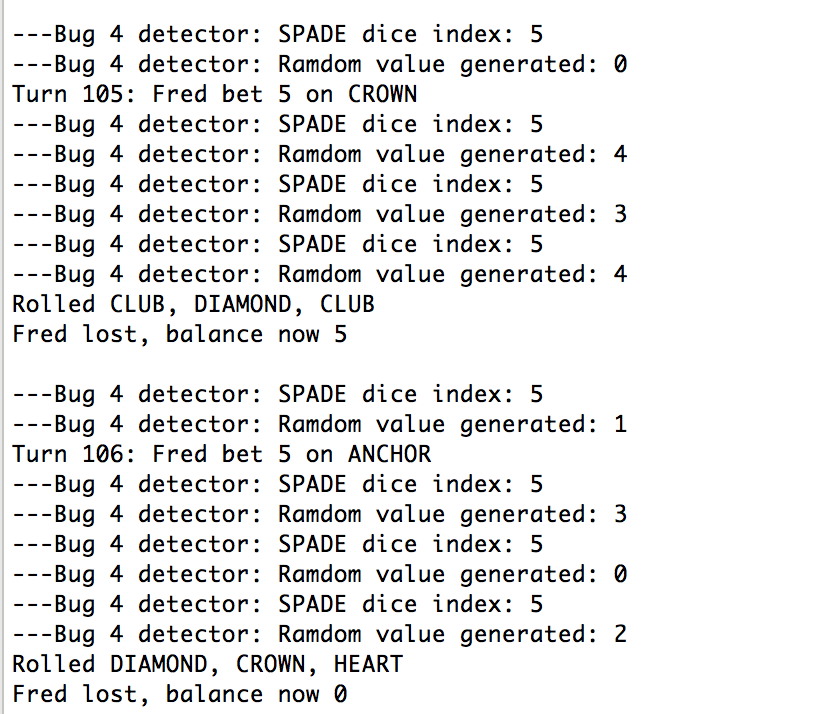 ---Bug 4 detector: SPADE dice index: 5
---Bug 4 detector: Ramdom value generated: 0
Turn 105: Fred bet 5 on CROWN
---Bug 4 detector: SPADE dice index: 5
---Bug 4 detector: Ramdom value generated: 4
---Bug 4 detector: SPADE dice index: 5
---Bug 4 detector: Ramdom value generated: 3
---Bug 4 detector: SPADE dice index: 5
---Bug 4 detector: Ramdom value generated: 4
Rolled CLUB, DIAMOND, CLUB
Fred lost, balance now 5

---Bug 4 detector: SPADE dice index: 5
---Bug 4 detector: Ramdom value generated: 1
Turn 106: Fred bet 5 on ANCHOR
---Bug 4 detector: SPADE dice index: 5
---Bug 4 detector: Ramdom value generated: 3
---Bug 4 detector: SPADE dice index: 5
---Bug 4 detector: Ramdom value generated: 0
---Bug 4 detector: SPADE dice index: 5
---Bug 4 detector: Ramdom value generated: 2
Rolled DIAMOND, CROWN, HEART
Fred lost, balance now 0